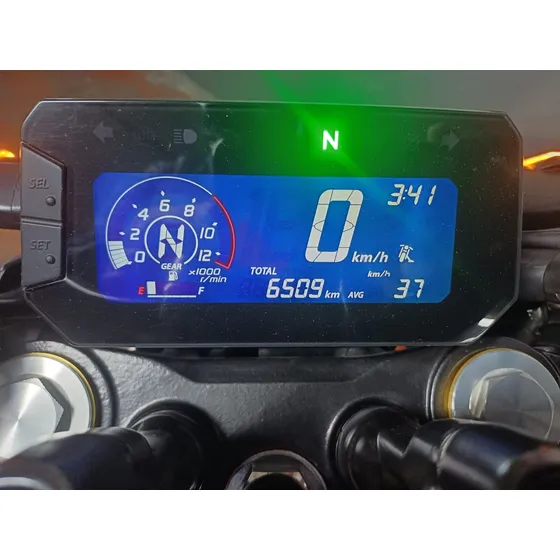 N
SEL
SET
4 6 8
2 10
0 12
N
GEAR
x1000
r/min
E F
0 km/h
3:41
km/h
TOTAL
6509 km
AVG 37